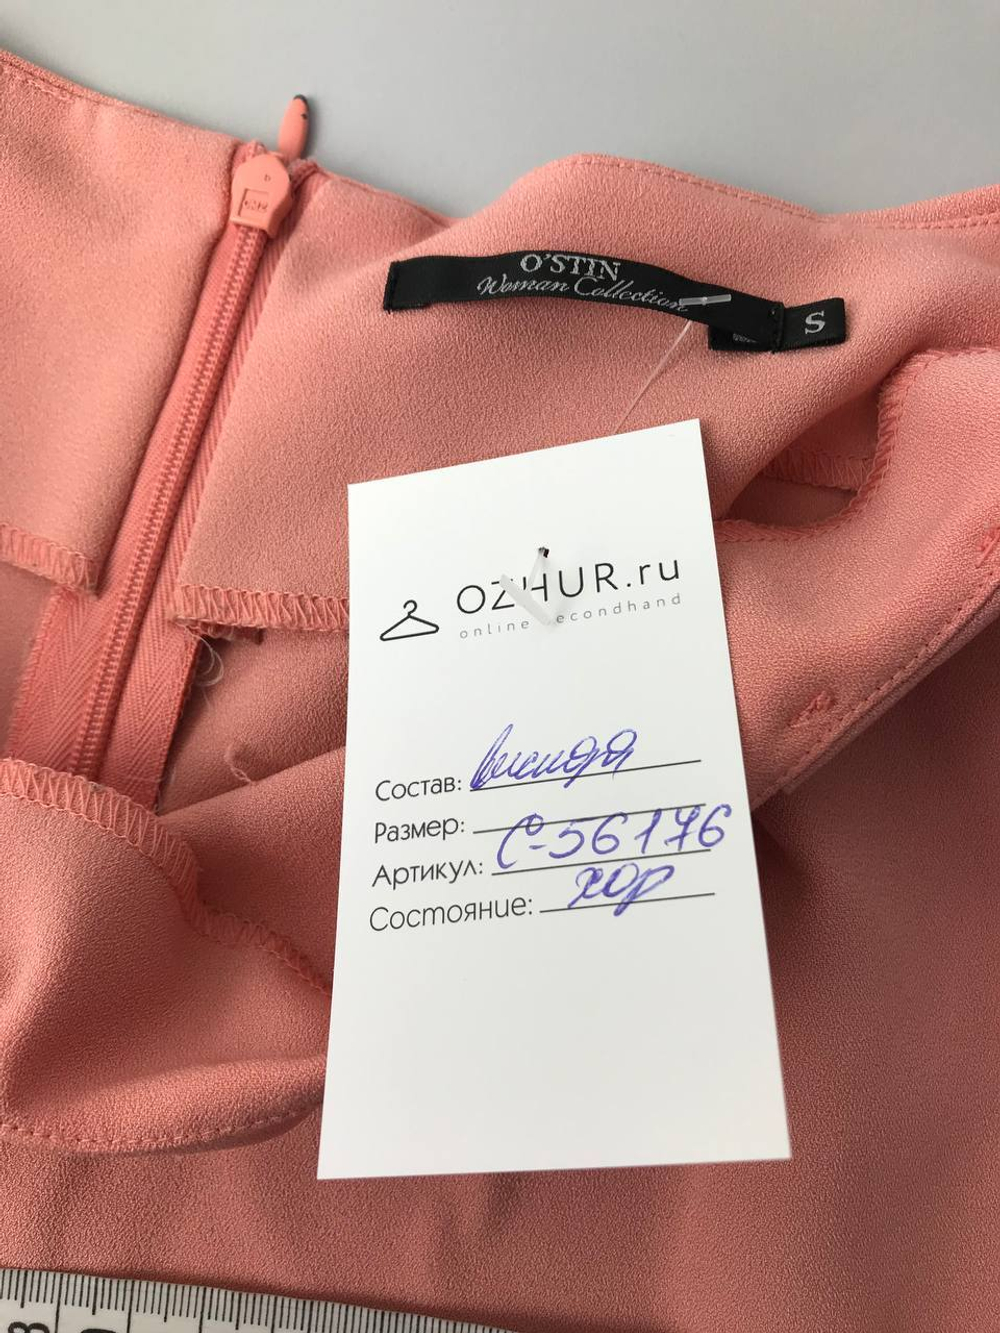 O'STIN
Woman Collection
S
OZHUR.ru
online secondhand
Состав:
Размер:
Артикул: С-56176
Состояние: хор